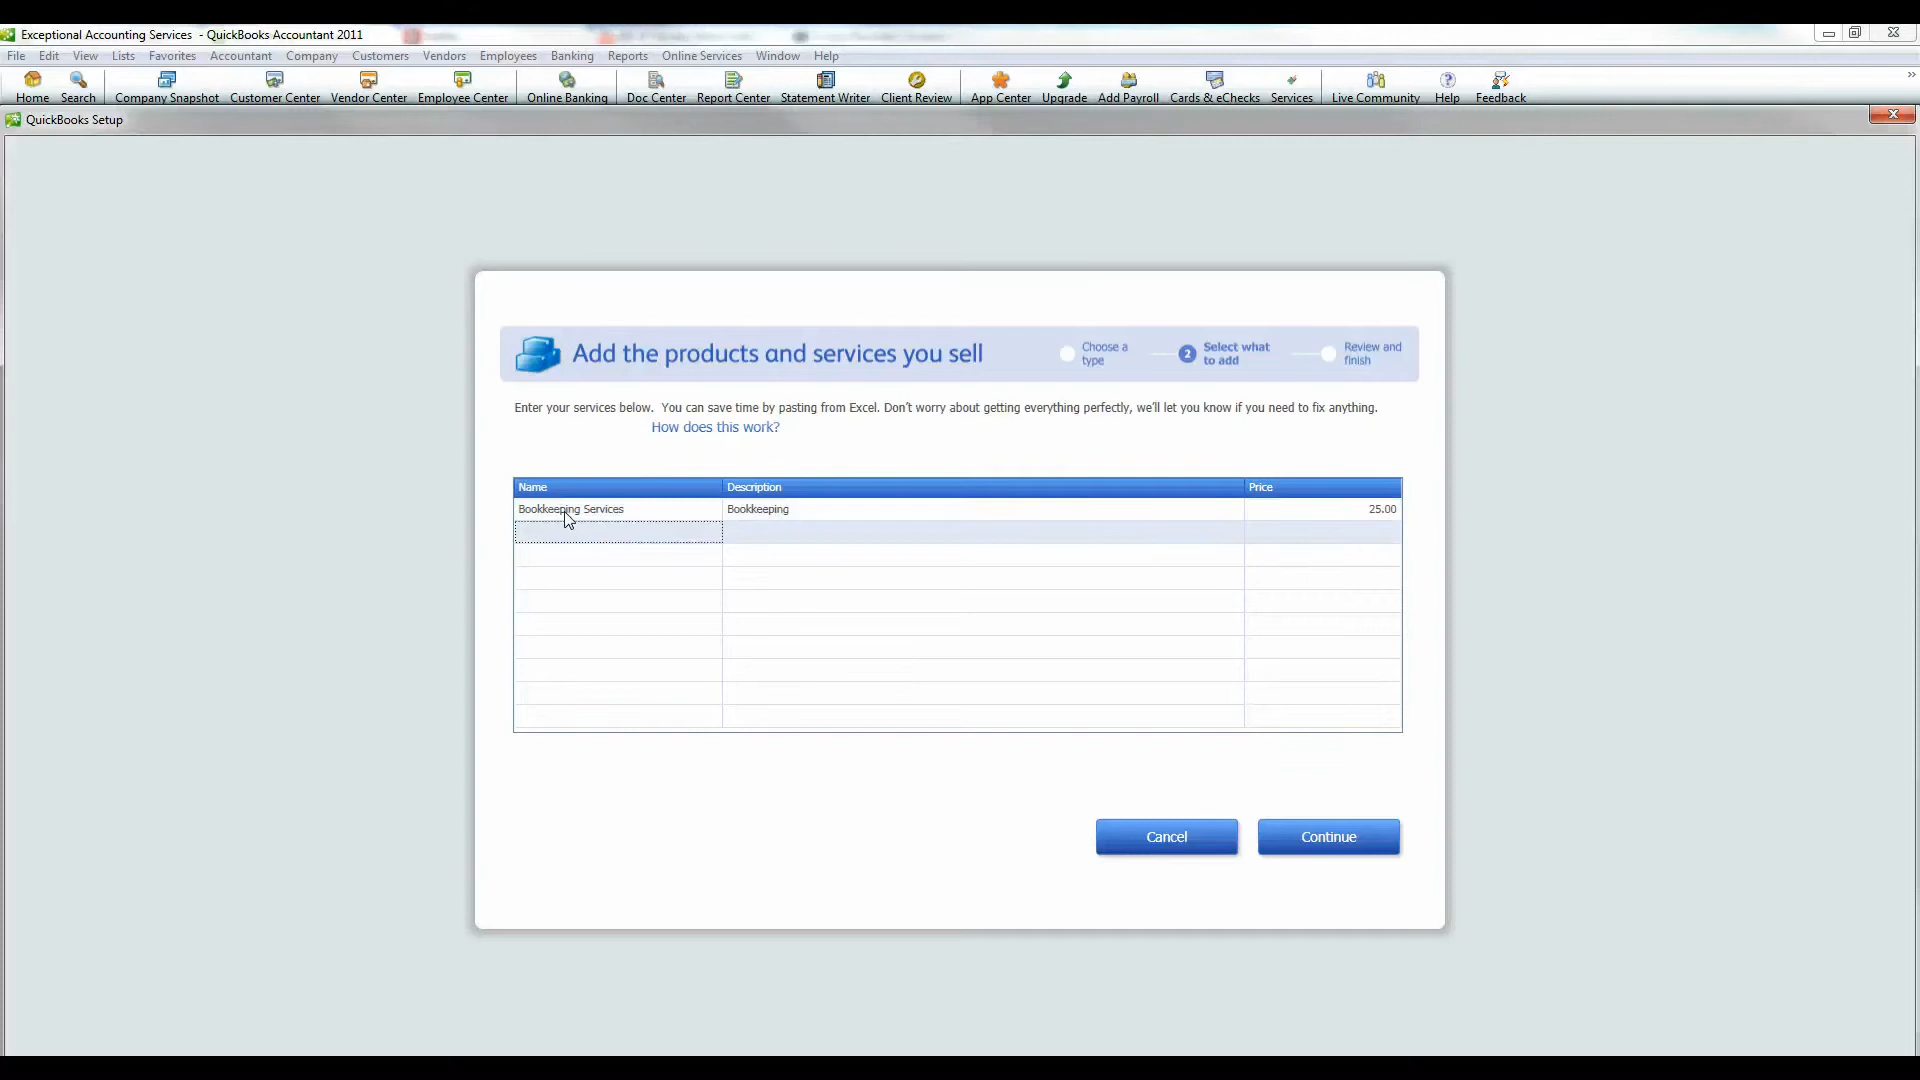 Exceptional Accounting Services - QuickBooks Accountant 2011
File Edit View Lists Favorites Accountant Company Customers Vendors Employees Banking Reports Online Services Window Help
Home Search Company Snapshot Customer Center Vendor Center Employee Center Online Banking Doc Center Report Center Statement Writer Client Review App Center Upgrade Add Payroll Cards & eChecks Services Live Community Help Feedback
QuickBooks Setup
Add the products and services you sell
Choose a
type
2 Select what
to add
Review and
finish
Enter your services below. You can save time by pasting from Excel. Don't worry about getting everything perfectly, we'll let you know if you need to fix anything.
How does this work?
Name Description Price
Bookkeeping Services Bookkeeping 25.00
Cancel Continue